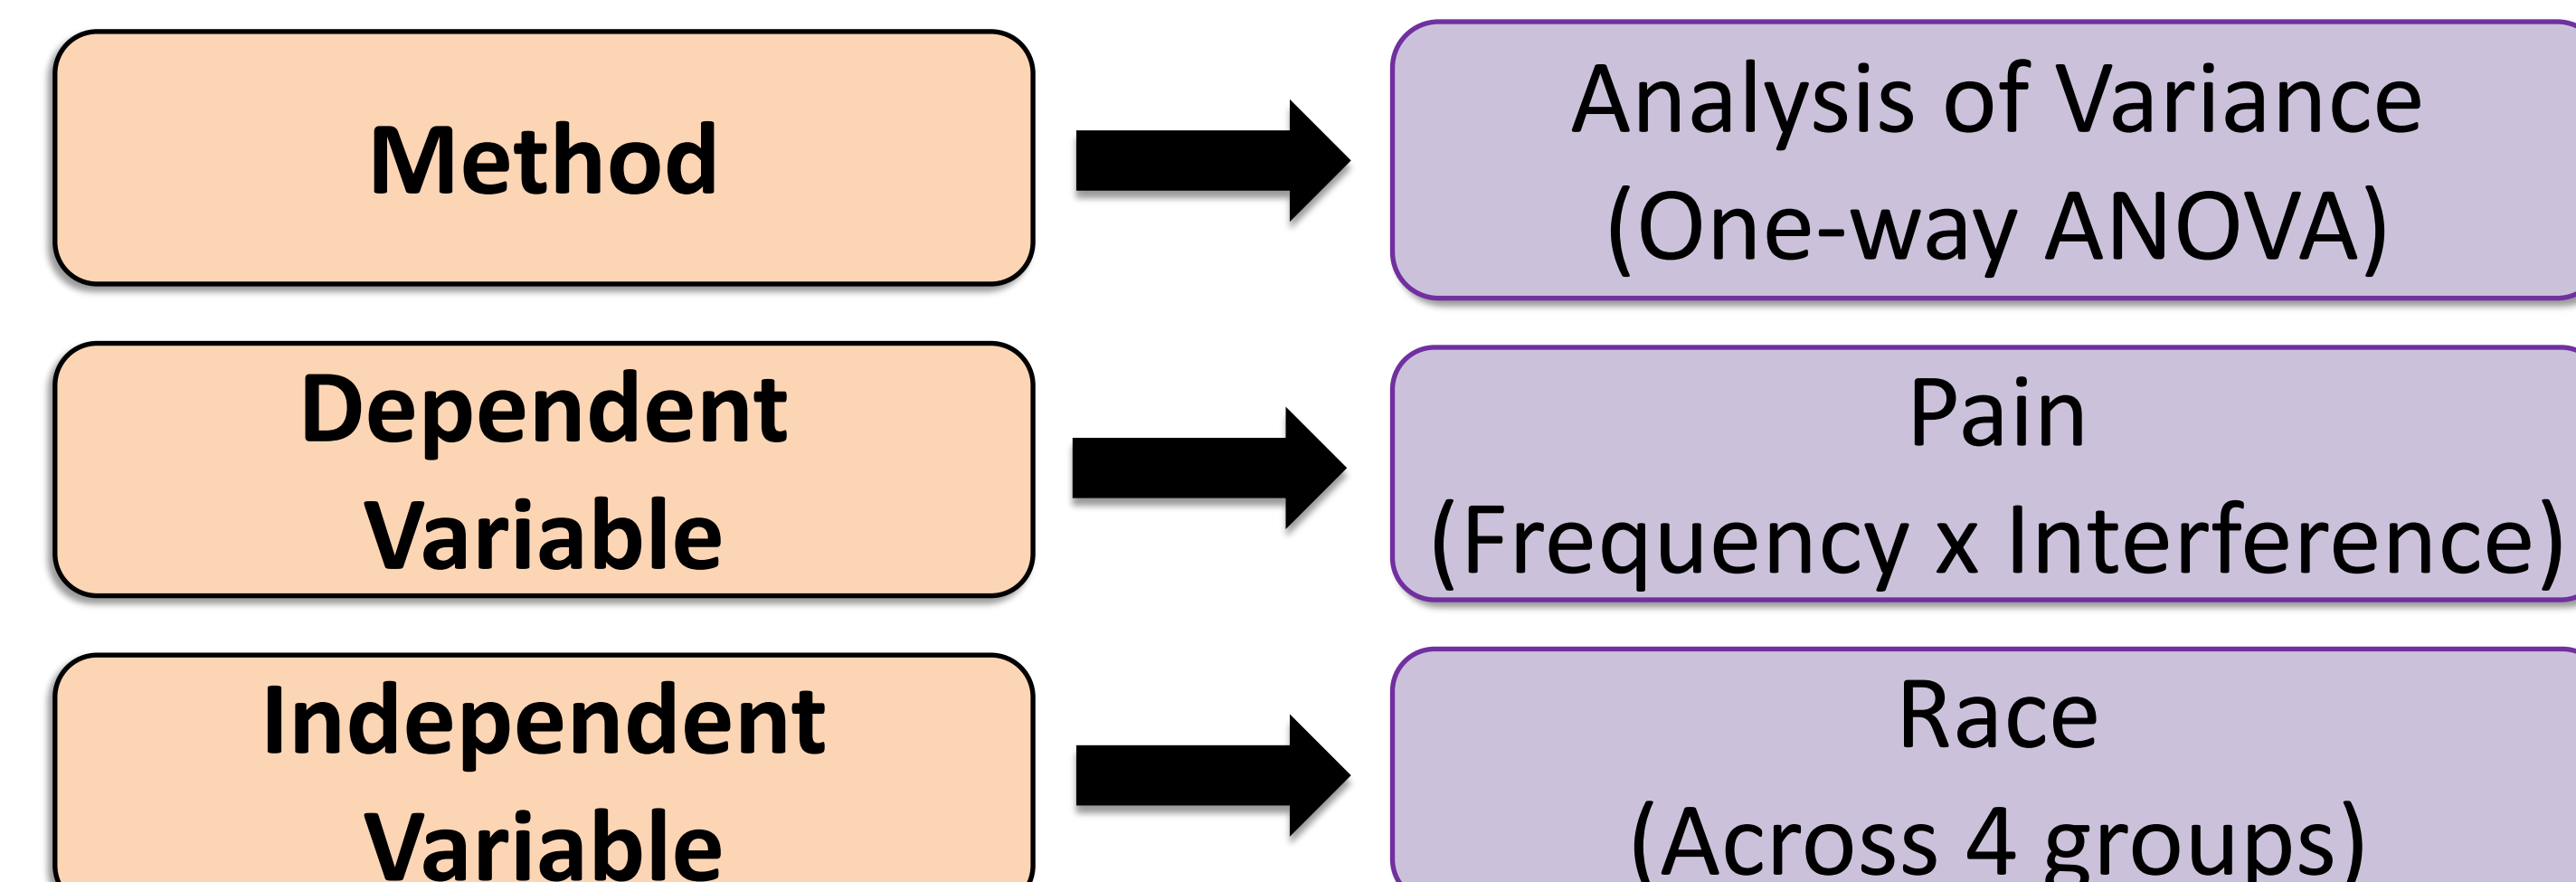 Method
Analysis of Variance
(One-way ANOVA)
Dependent
Variable
Pain
(Frequency x Interference)
Independent
Variable
Race
(Across 4 groups)